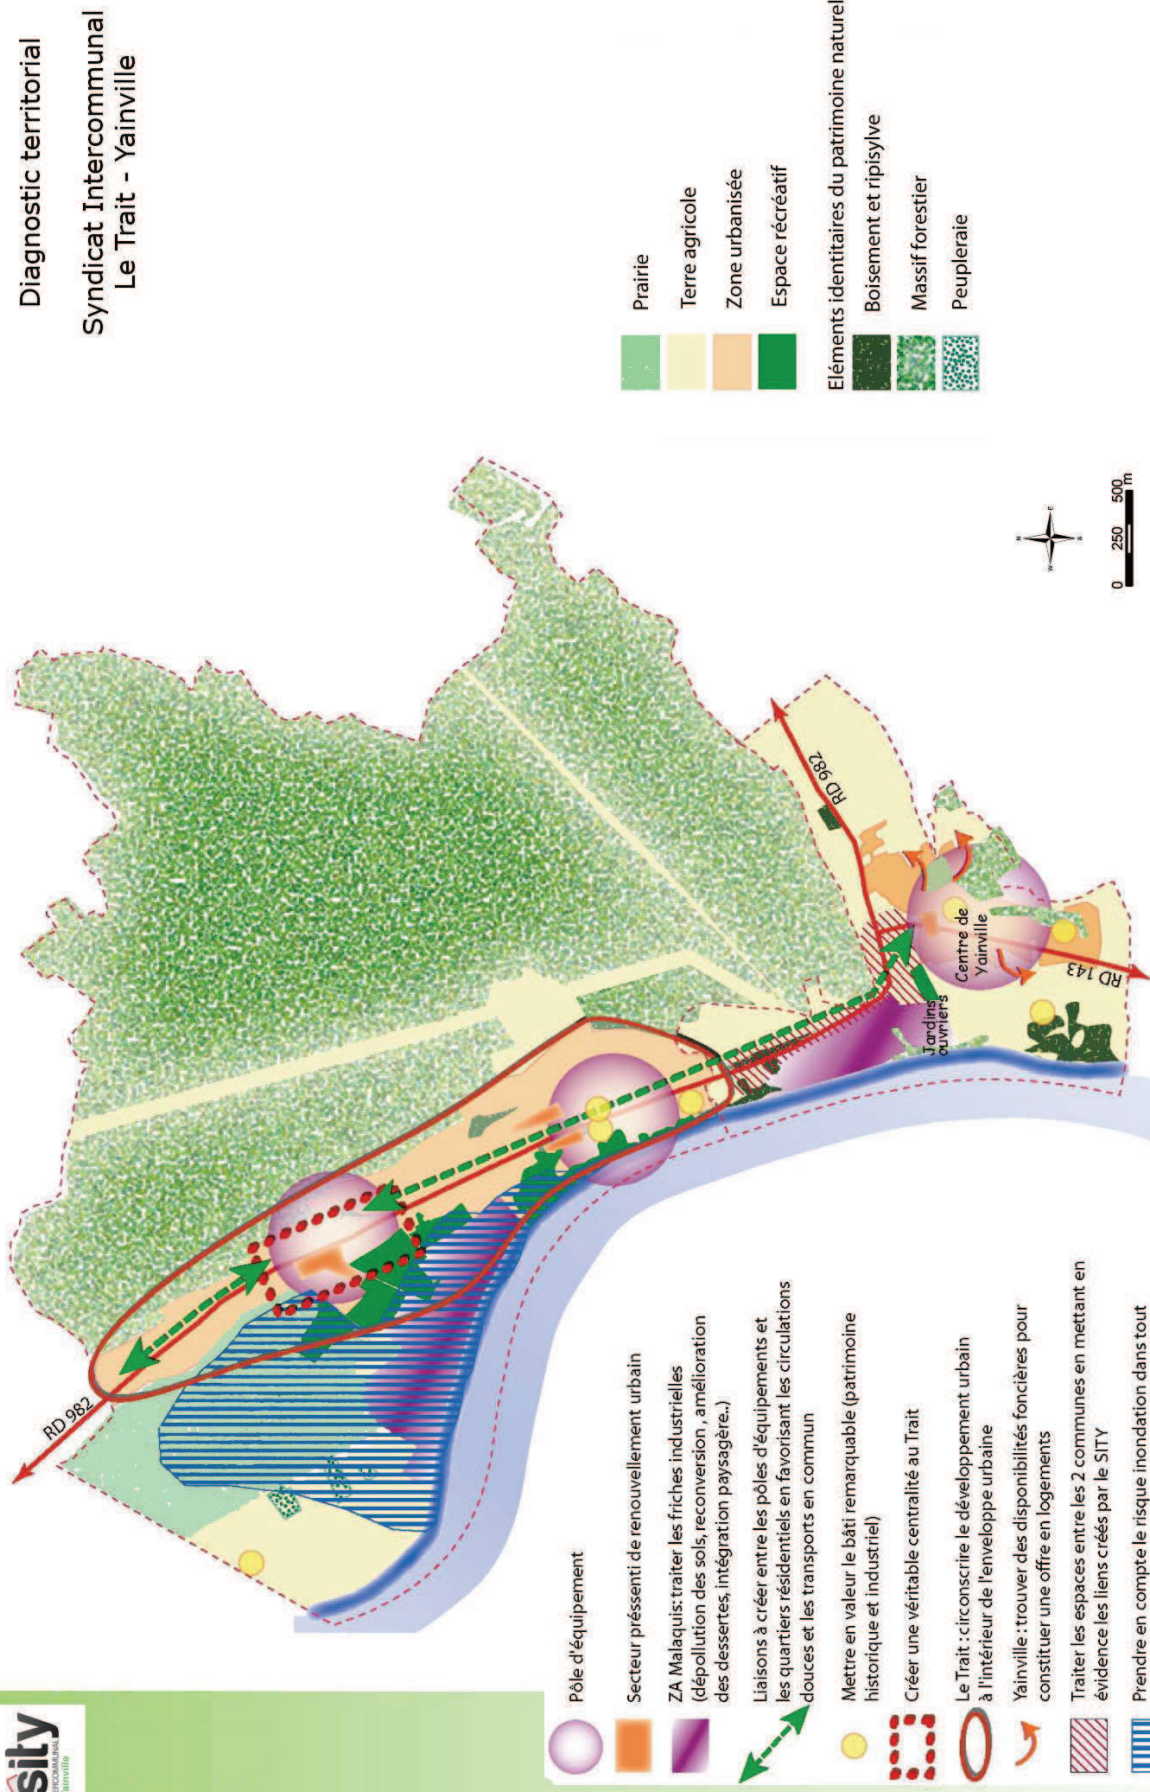 Diagnostic territorial
Syndicat Intercommunal
Le Trait - Yainville
Prairie
Terre agricole
Zone urbanisée
Espace récréatif
Eléments identitaires du patrimoine naturel
Boisement et ripisylve
Massif forestier
Peupleraie
N
E
S
W
0 250 500 m
RD 982
RD 982
RD 143
Centre de
Yainville
Jardins
ouvriers
sity
Pôle d'équipement
Secteur préssenti de renouvellement urbain
ZA Malaquis: traiter les friches industrielles
(dépollution des sols, reconversion , amélioration
des dessertes, intégration paysagère..)
Liaisons à créer entre les pôles d'équipements et
les quartiers résidentiels en favorisant les circulations
douces et les transports en commun
Mettre en valeur le bâti remarquable (patrimoine
historique et industriel)
Créer une véritable centralité au Trait
Le Trait : circonscrire le développement urbain
à l'intérieur de l'enveloppe urbaine
Yainville : trouver des disponibilités foncières pour
constituer une offre en logements
Traiter les espaces entre les 2 communes en mettant en
évidence les liens créés par le SITY
Prendre en compte le risque inondation dans tout